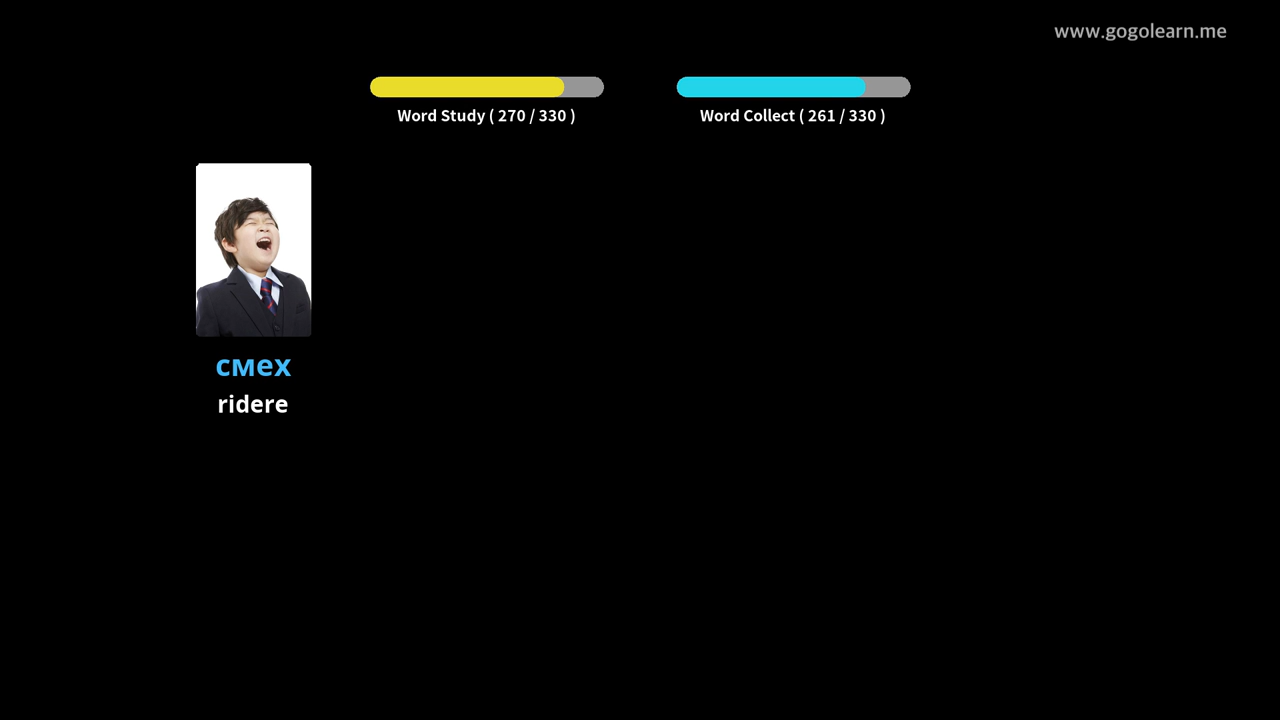 www.gogolearn.me
Word Study ( 270 / 330 )
Word Collect ( 261 / 330 )
смех
ridere